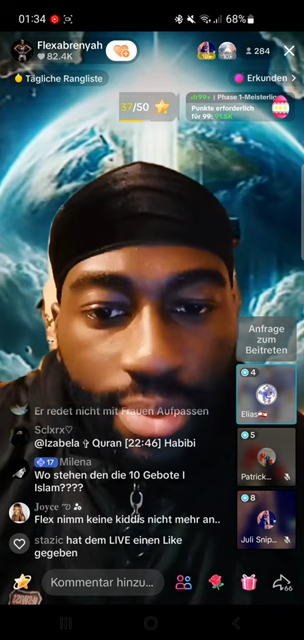 01:34
68%
Flexabrenyah
82.4K
284
Tägliche Rangliste
Erkunden >
37/50
Phase 1-Meisterlig
Punkte erforderlich
für 99:
Anfrage
zum
Beitreten
4
Elias
5
Patrick...
8
Juli Snip...
Er redet nicht mit Frauen Aufpassen
Sclxrx♡
@Izabela ✞ Quran [22:46] Habibi
17 Milena
Wo stehen den die 10 Gebote I
Islam????
Joyce
Flex nimm keine kiddis nicht mehr an..
stazic hat dem LIVE einen Like
gegeben
Kommentar hinzu...
66